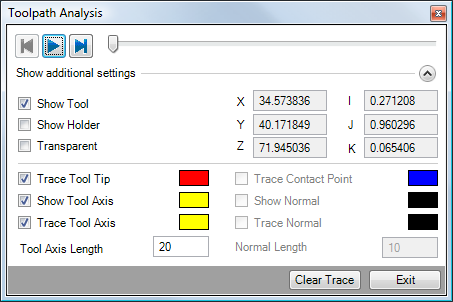 Toolpath Analysis
Show additional settings
Show Tool X 34.573836 I 0.271208
Show Holder Y 40.171849 J 0.960296
Transparent Z 71.945036 K 0.065406
Trace Tool Tip Trace Contact Point
Show Tool Axis Show Normal
Trace Tool Axis Trace Normal
Tool Axis Length 20 Normal Length 10
Clear Trace Exit